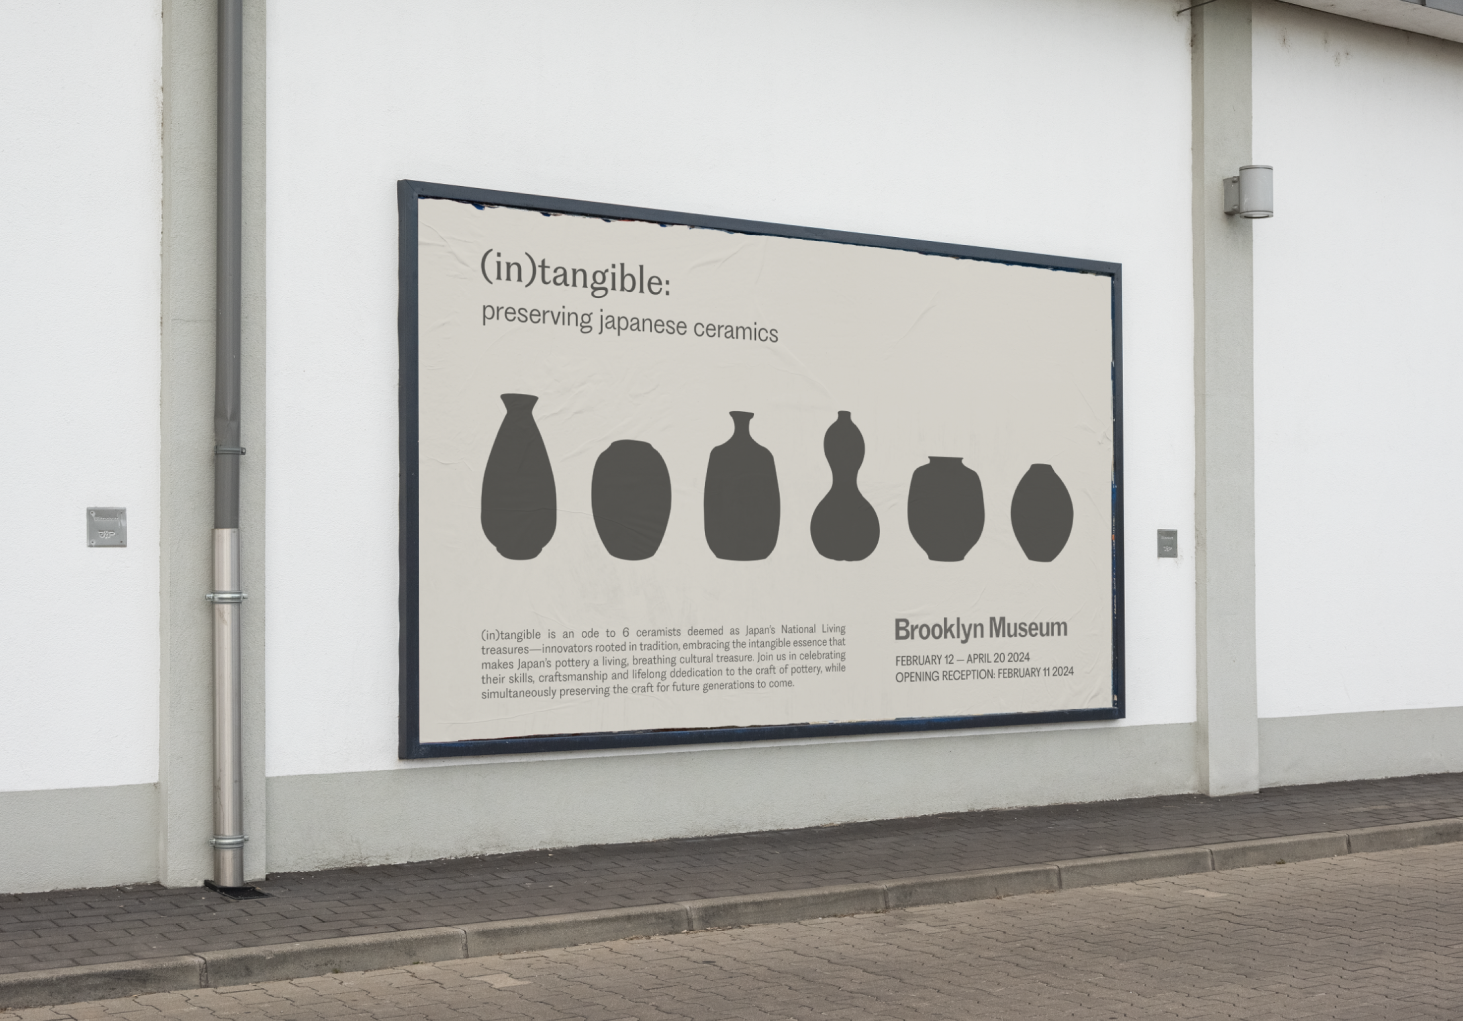 (in)tangible:
preserving japanese ceramics
(in)tangible is an ode to 6 ceramists deemed as Japan's National Living
treasures—innovators rooted in tradition, embracing the intangible essence that
makes Japan's pottery a living, breathing cultural treasure. Join us in celebrating
their skills, craftsmanship and lifelong ddedication to the craft of pottery, while
simultaneously preserving the craft for future generations to come.
Brooklyn Museum
FEBRUARY 12 — APRIL 20 2024
OPENING RECEPTION: FEBRUARY 11 2024